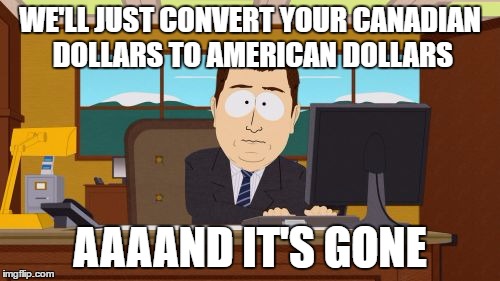 WE'LL JUST CONVERT YOUR CANADIAN
DOLLARS TO AMERICAN DOLLARS
AAAAND IT'S GONE
imgflip.com